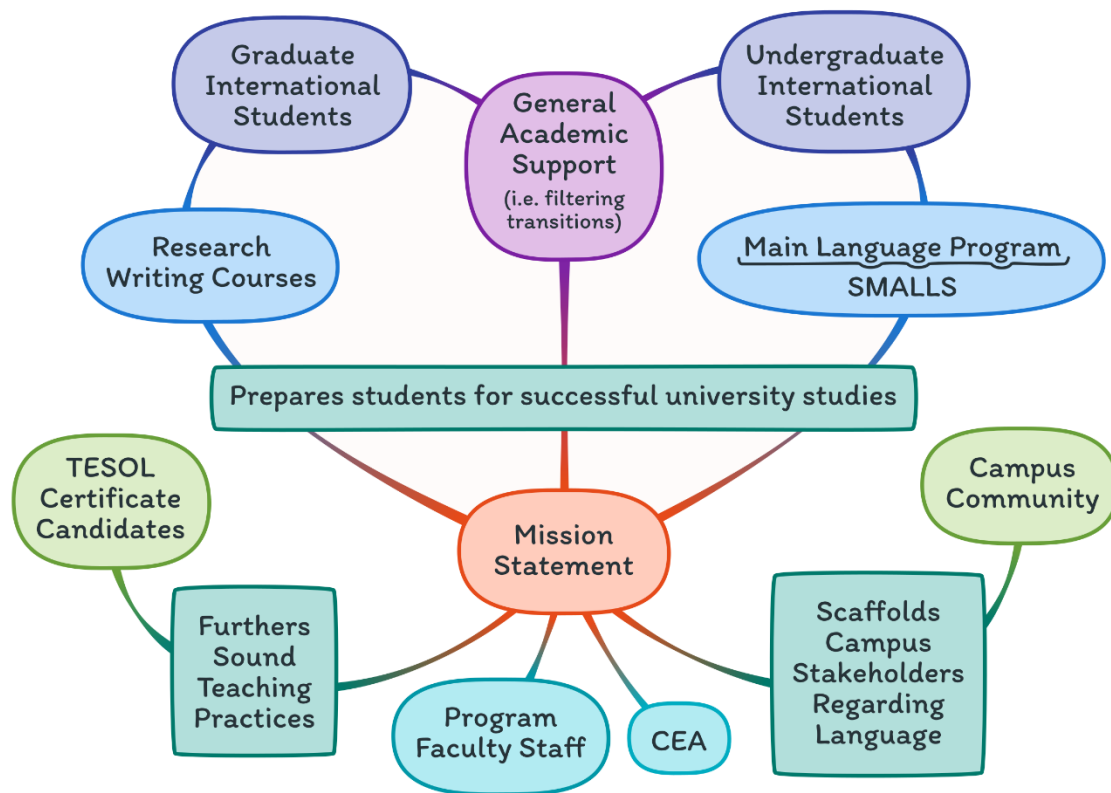 Graduate
International
Students
General
Academic
Support
(i.e. filtering
transitions)
Undergraduate
International
Students
Research
Writing Courses
Main Language Program
SMALLS
Prepares students for successful university studies
TESOL
Certificate
Candidates
Mission
Statement
Campus
Community
Furthers
Sound
Teaching
Practices
Program
Faculty Staff
CEA
Scaffolds
Campus
Stakeholders
Regarding
Language